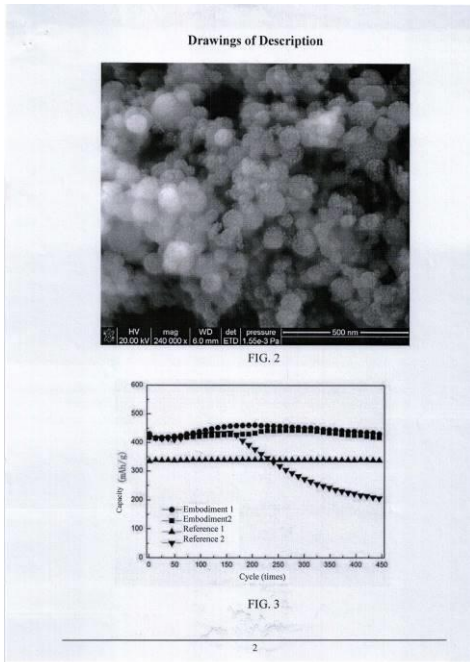 Drawings of Description
HV mag WD det pressure 500 nm
20.00 kV 240 000 x 6.0 mm ETD 1.55e-3 Pa
FIG. 2
600
500
400
300
200
100
0
Capacity (mAh/g)
Embodiment 1
Embodiment2
Reference 1
Reference 2
0 50 100 150 200 250 300 350 400 450
Cycle (times)
FIG. 3
2